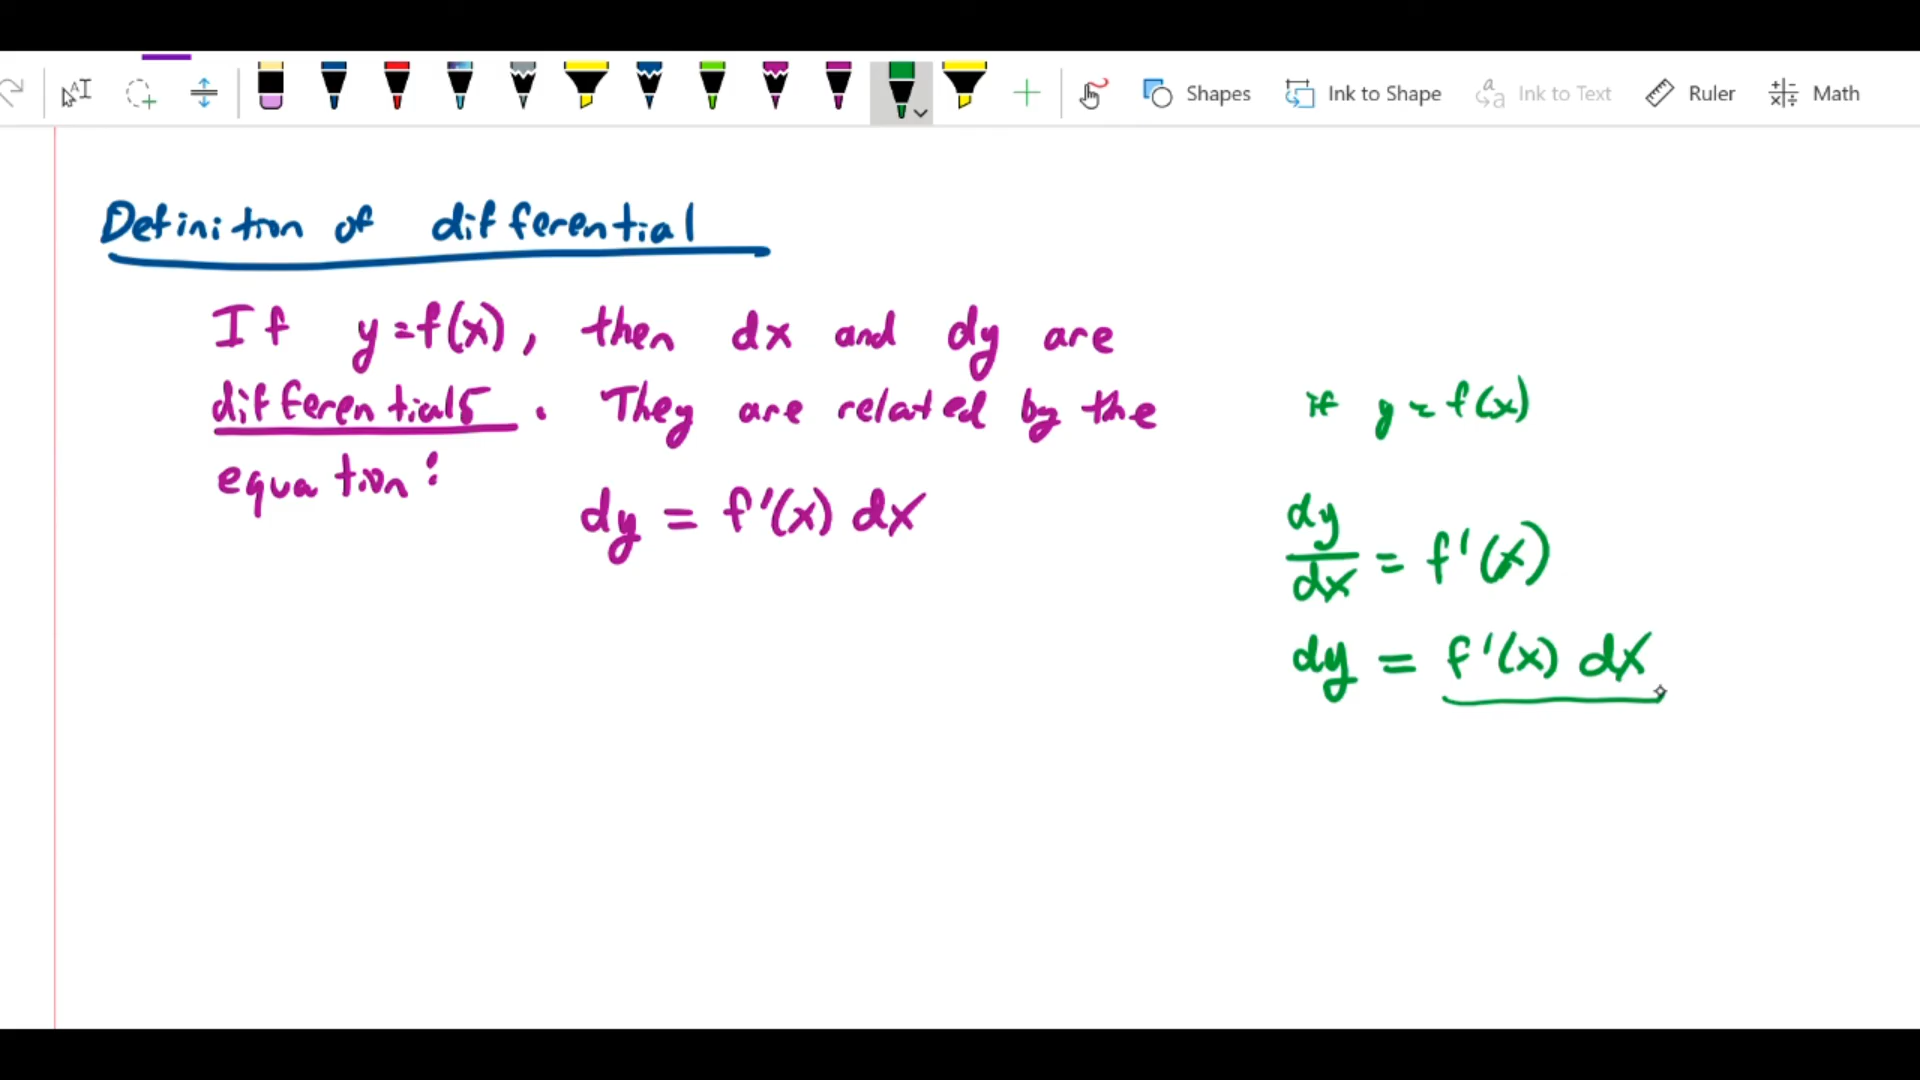 Shapes Ink to Shape Ink to Text Ruler Math
Definition of differential
If y=f(x), then dx and dy are
differentials. They are related by the
equation:
dy = f'(x) dx
if y = f(x)
dy/dx = f'(x)
dy = f'(x) dx